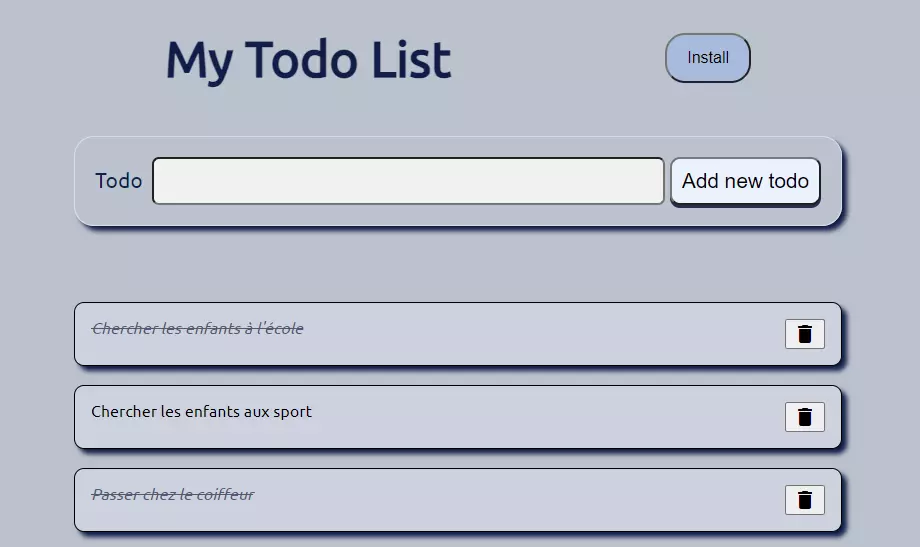 My Todo List
Install
Todo
Add new todo
Chercher les enfants à l'école
Chercher les enfants aux sport
Passer chez le coiffeur